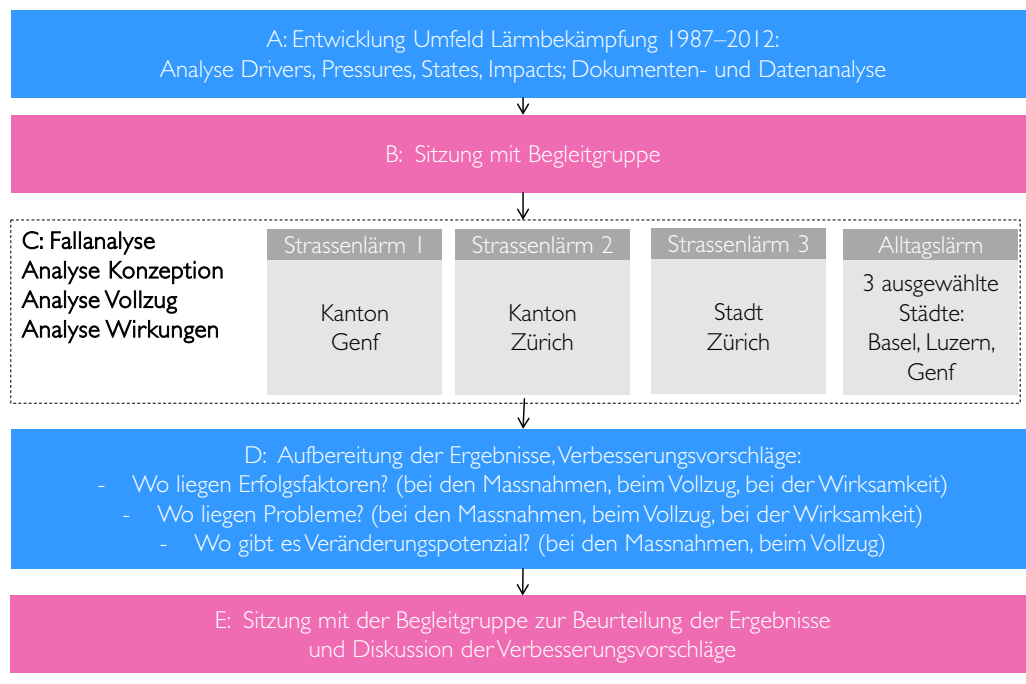 A: Entwicklung Umfeld Lärmbekämpfung 1987–2012:
Analyse Drivers, Pressures, States, Impacts; Dokumenten- und Datenanalyse
B: Sitzung mit Begleitgruppe
C: Fallanalyse
Analyse Konzeption
Analyse Vollzug
Analyse Wirkungen
Strassenlärm 1
Kanton
Genf
Strassenlärm 2
Kanton
Zürich
Strassenlärm 3
Stadt
Zürich
Alltagslärm
3 ausgewählte
Städte:
Basel, Luzern,
Genf
D: Aufbereitung der Ergebnisse, Verbesserungsvorschläge:
- Wo liegen Erfolgsfaktoren? (bei den Massnahmen, beim Vollzug, bei der Wirksamkeit)
- Wo liegen Probleme? (bei den Massnahmen, beim Vollzug, bei der Wirksamkeit)
- Wo gibt es Veränderungspotenzial? (bei den Massnahmen, beim Vollzug)
E: Sitzung mit der Begleitgruppe zur Beurteilung der Ergebnisse
und Diskussion der Verbesserungsvorschläge